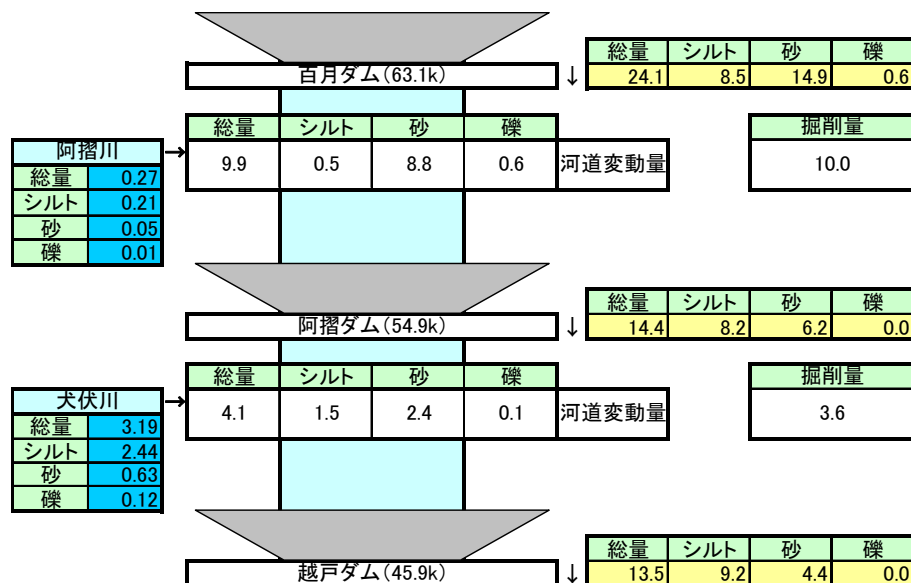 総量 シルト 砂 礫
百月ダム(63.1k) ↓ 24.1 8.5 14.9 0.6
総量 シルト 砂 礫 掘削量
阿摺川 → 9.9 0.5 8.8 0.6 河道変動量 10.0
総量 0.27
シルト 0.21
砂 0.05
礫 0.01
総量 シルト 砂 礫
阿摺ダム(54.9k) ↓ 14.4 8.2 6.2 0.0
総量 シルト 砂 礫 掘削量
犬伏川 → 4.1 1.5 2.4 0.1 河道変動量 3.6
総量 3.19
シルト 2.44
砂 0.63
礫 0.12
総量 シルト 砂 礫
越戸ダム(45.9k) ↓ 13.5 9.2 4.4 0.0